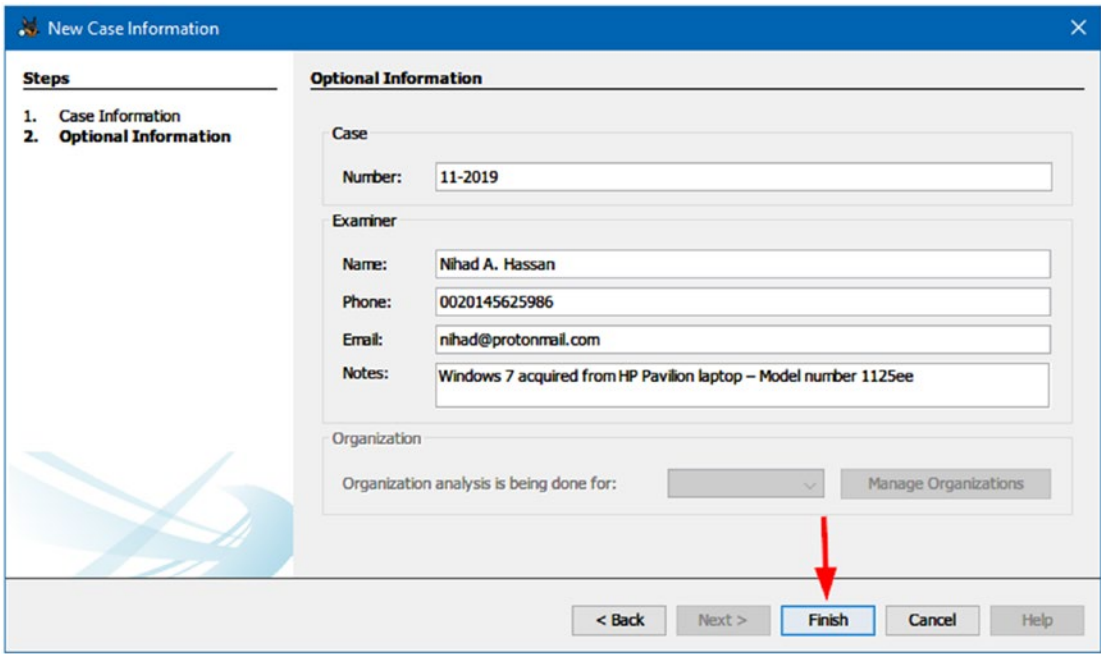 New Case Information
Steps
1. Case Information
2. Optional Information
Optional Information
Case
Number: 11-2019
Examiner
Name: Nihad A. Hassan
Phone: 0020145625986
Email: nihad@protonmail.com
Notes: Windows 7 acquired from HP Pavilion laptop – Model number 1125ee
Organization
Organization analysis is being done for: Manage Organizations
< Back Next > Finish Cancel Help